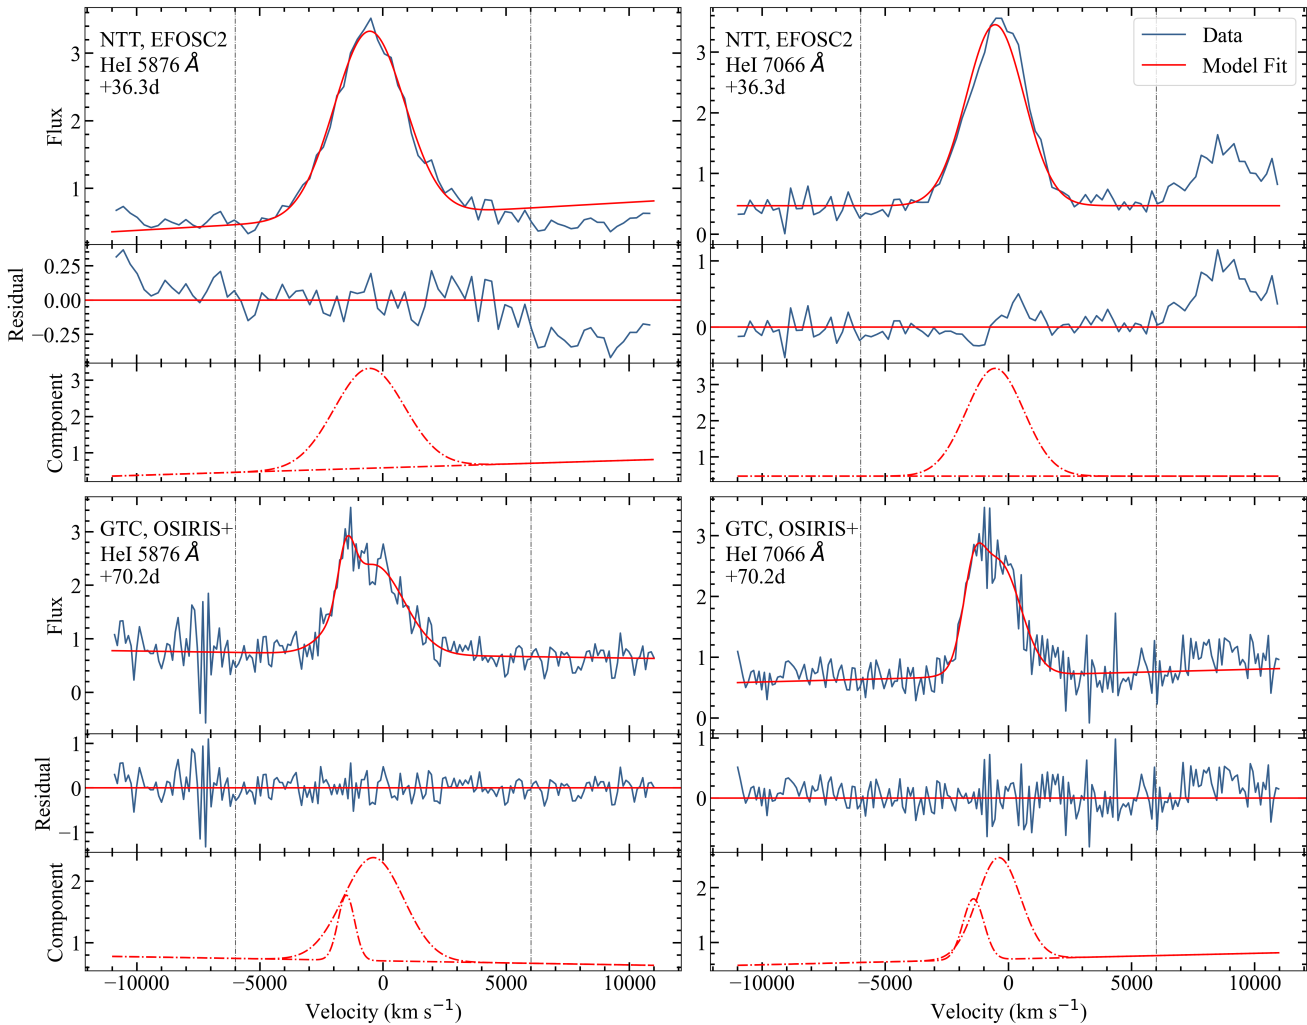 NTT, EFOSC2
HeI 5876 Å
+36.3d
Flux
3
2
1
NTT, EFOSC2
HeI 7066 Å
+36.3d
Data
Model Fit
3
2
1
0
Residual
0.25
0.00
−0.25
1
0
Component
3
2
1
3
2
1
GTC, OSIRIS+
HeI 5876 Å
+70.2d
Flux
3
2
1
0
GTC, OSIRIS+
HeI 7066 Å
+70.2d
3
2
1
0
Residual
1
0
−1
1
0
Component
2
1
2
1
−10000 −5000 0 5000 10000
Velocity (km s⁻¹)
−10000 −5000 0 5000 10000
Velocity (km s⁻¹)